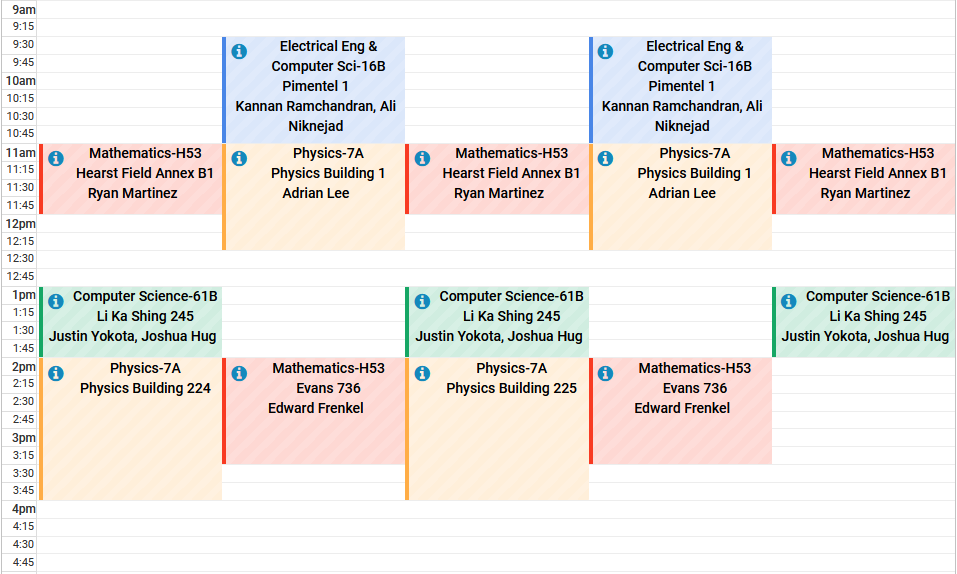 9am
9:15
9:30
9:45
10am
10:15
10:30
10:45
11am
11:15
11:30
11:45
12pm
12:15
12:30
12:45
1pm
1:15
1:30
1:45
2pm
2:15
2:30
2:45
3pm
3:15
3:30
3:45
4pm
4:15
4:30
4:45
Mathematics-H53
Hearst Field Annex B1
Ryan Martinez
Computer Science-61B
Li Ka Shing 245
Justin Yokota, Joshua Hug
Physics-7A
Physics Building 224
Electrical Eng &
Computer Sci-16B
Pimentel 1
Kannan Ramchandran, Ali
Niknejad
Physics-7A
Physics Building 1
Adrian Lee
Mathematics-H53
Evans 736
Edward Frenkel
Mathematics-H53
Hearst Field Annex B1
Ryan Martinez
Computer Science-61B
Li Ka Shing 245
Justin Yokota, Joshua Hug
Physics-7A
Physics Building 225
Electrical Eng &
Computer Sci-16B
Pimentel 1
Kannan Ramchandran, Ali
Niknejad
Physics-7A
Physics Building 1
Adrian Lee
Mathematics-H53
Evans 736
Edward Frenkel
Mathematics-H53
Hearst Field Annex B1
Ryan Martinez
Computer Science-61B
Li Ka Shing 245
Justin Yokota, Joshua Hug